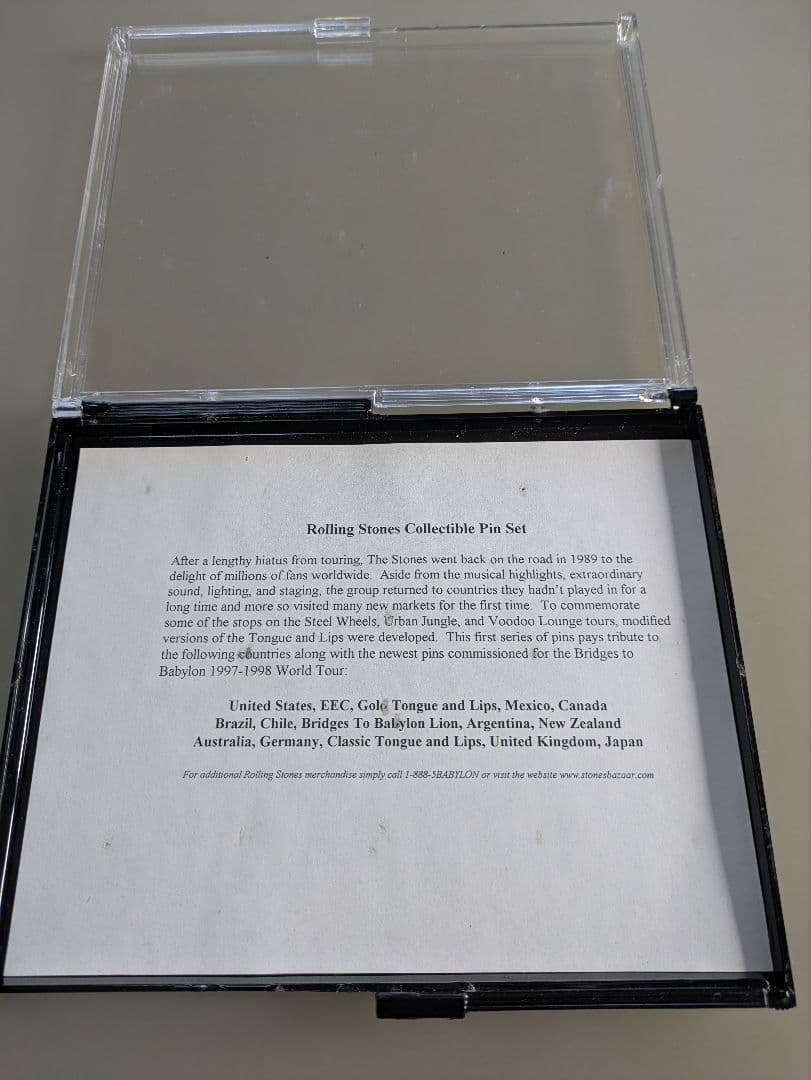 Rolling Stones Collectible Pin Set
After a lengthy hiatus from touring, The Stones went back on the road in 1989 to the
delight of millions of fans worldwide. Aside from the musical highlights, extraordinary
sound, lighting, and staging, the group returned to countries they hadn't played in for a
long time and more so visited many new markets for the first time. To commemorate
some of the stops on the Steel Wheels, Urban Jungle, and Voodoo Lounge tours, modified
versions of the Tongue and Lips were developed. This first series of pins pays tribute to
the following countries along with the newest pins commissioned for the Bridges to
Babylon 1997-1998 World Tour:
United States, EEC, Gold Tongue and Lips, Mexico, Canada
Brazil, Chile, Bridges To Babylon Lion, Argentina, New Zealand
Australia, Germany, Classic Tongue and Lips, United Kingdom, Japan
For additional Rolling Stones merchandise simply call 1-888-5BABYLON or visit the website www.stonesbazaar.com